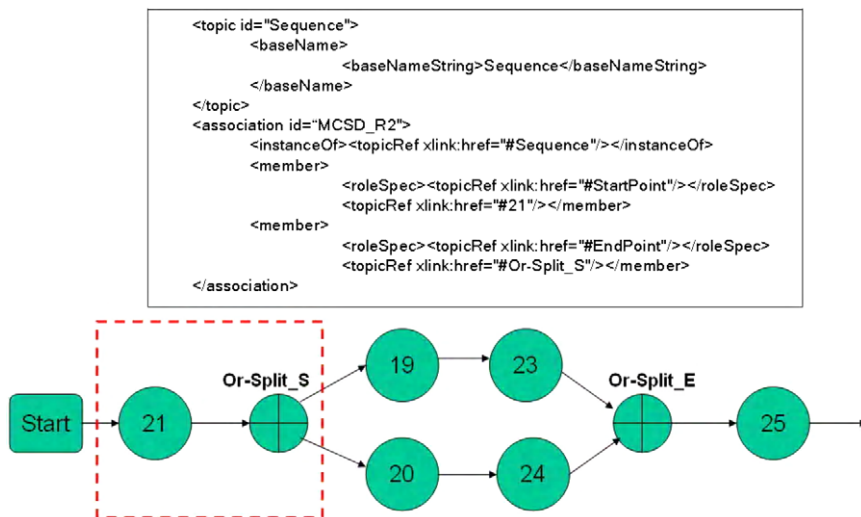 <topic id="Sequence">
<baseName>
<baseNameString>Sequence</baseNameString>
</baseName>
</topic>
<association id="MCSD_R2">
<instanceOf><topicRef xlink:href="#Sequence"/></instanceOf>
<member>
<roleSpec><topicRef xlink:href="#StartPoint"/></roleSpec>
<topicRef xlink:href="#21"/></member>
<member>
<roleSpec><topicRef xlink:href="#EndPoint"/></roleSpec>
<topicRef xlink:href="#Or-Split_S"/></member>
</association>
Or-Split_S
19
23
Or-Split_E
Start
21
25
20
24